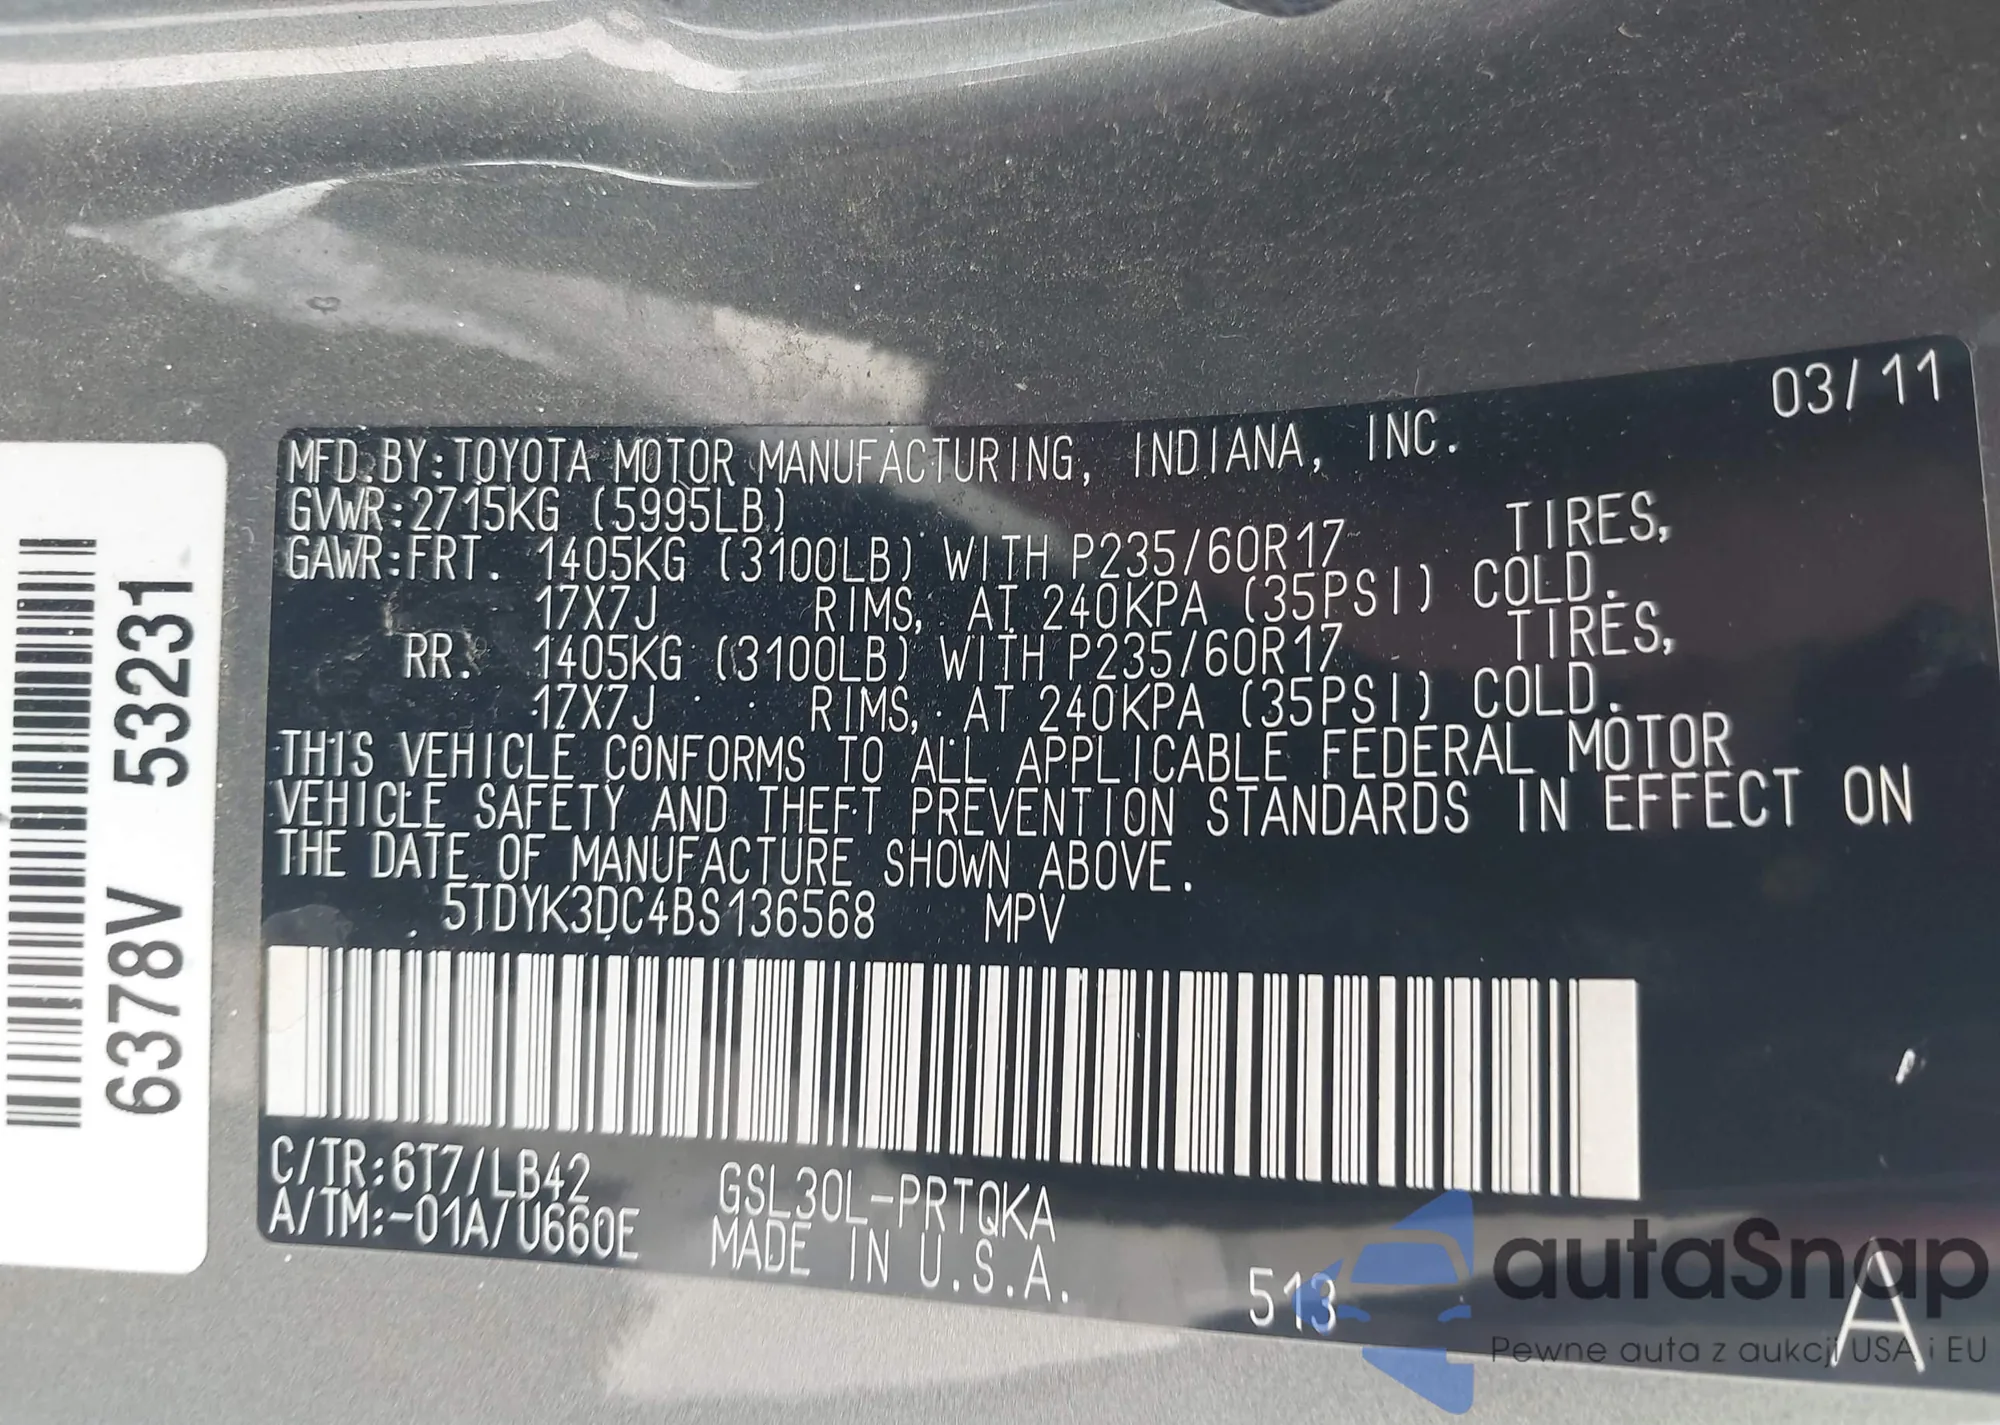 03/11
MFD.BY:TOYOTA MOTOR MANUFACTURING, INDIANA, INC.
GVWR:2715KG (5995LB)
GAWR:FRT. 1405KG (3100LB) WITH P235/60R17 TIRES,
17X7J RIMS, AT 240KPA (35PSI) COLD.
RR. 1405KG (3100LB) WITH P235/60R17 TIRES,
17X7J RIMS, AT 240KPA (35PSI) COLD.
THIS VEHICLE CONFORMS TO ALL APPLICABLE FEDERAL MOTOR
VEHICLE SAFETY AND THEFT PREVENTION STANDARDS IN EFFECT ON
THE DATE OF MANUFACTURE SHOWN ABOVE.
5TDYK3DC4BS136568 MPV
C/TR:6T7/LB42 GSL30L-PRTQKA
A/TM:-01A/U660E MADE IN U.S.A.
513
A
6378V 53231
autaSnap
Pewne auta z aukcji USA i EU